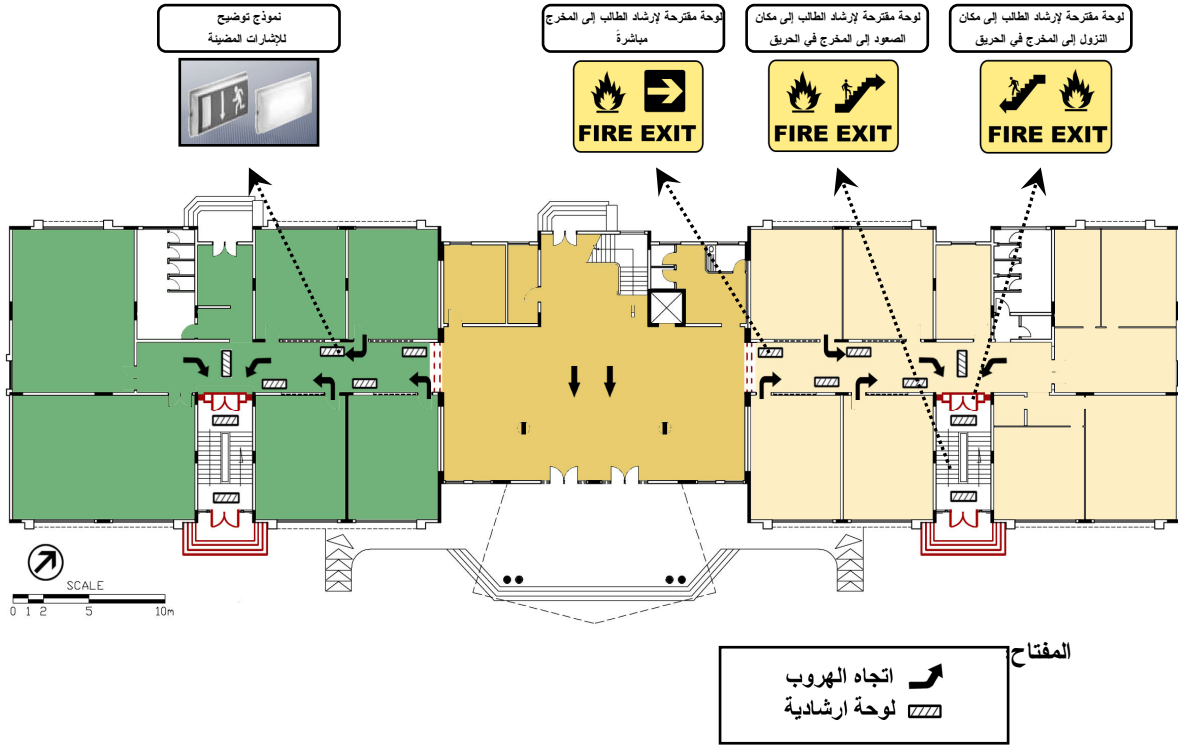 نموذج توضيح
للإشارات المضيئة
لوحة مقترحة لإرشاد الطالب إلى المخرج
مباشرةً
لوحة مقترحة لإرشاد الطالب إلى مكان
الصعود إلى المخرج في الحريق
لوحة مقترحة لإرشاد الطالب إلى مكان
النزول إلى المخرج في الحريق
FIRE EXIT
FIRE EXIT
FIRE EXIT
SCALE
0 1 2 5 10m
المفتاح:
اتجاه الهروب
لوحة ارشادية